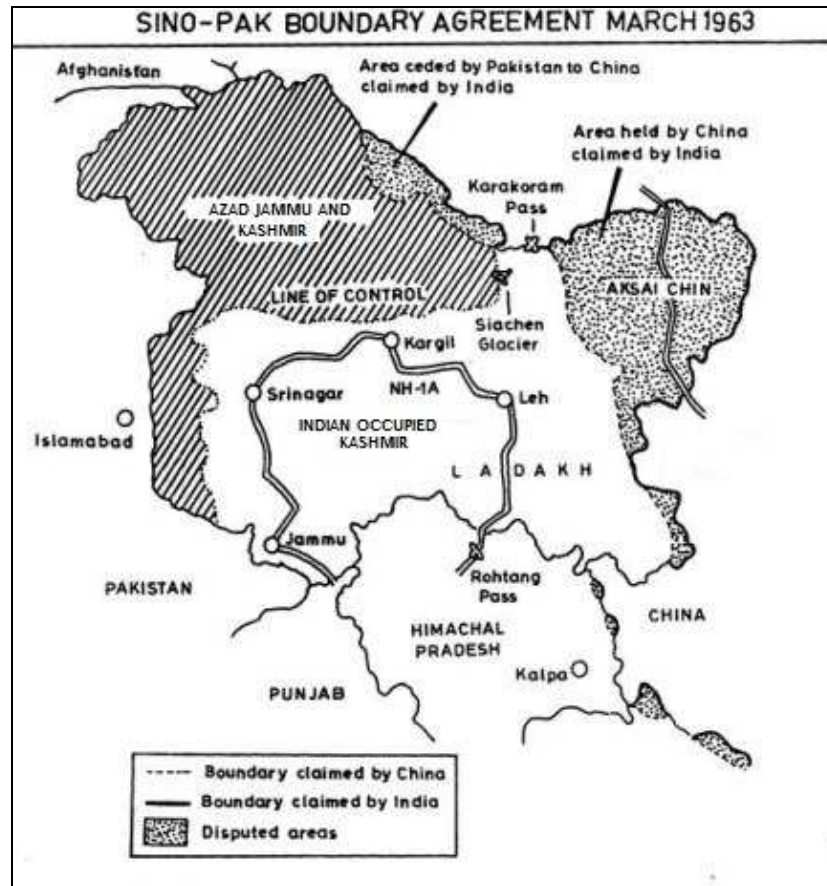 SINO-PAK BOUNDARY AGREEMENT MARCH 1963
Afghanistan
Area ceded by Pakistan to China
claimed by India
Area held by China
claimed by India
Karakoram
Pass
AZAD JAMMU AND
KASHMIR
LINE OF CONTROL
AKSAI CHIN
Siachen
Glacier
Kargil
NH-1A
Srinagar
Leh
Islamabad
INDIAN OCCUPIED
KASHMIR
LADAKH
Jammu
PAKISTAN
Rohtang
Pass
CHINA
HIMACHAL
PRADESH
Kalpa
PUNJAB
Boundary claimed by China
Boundary claimed by India
Disputed areas